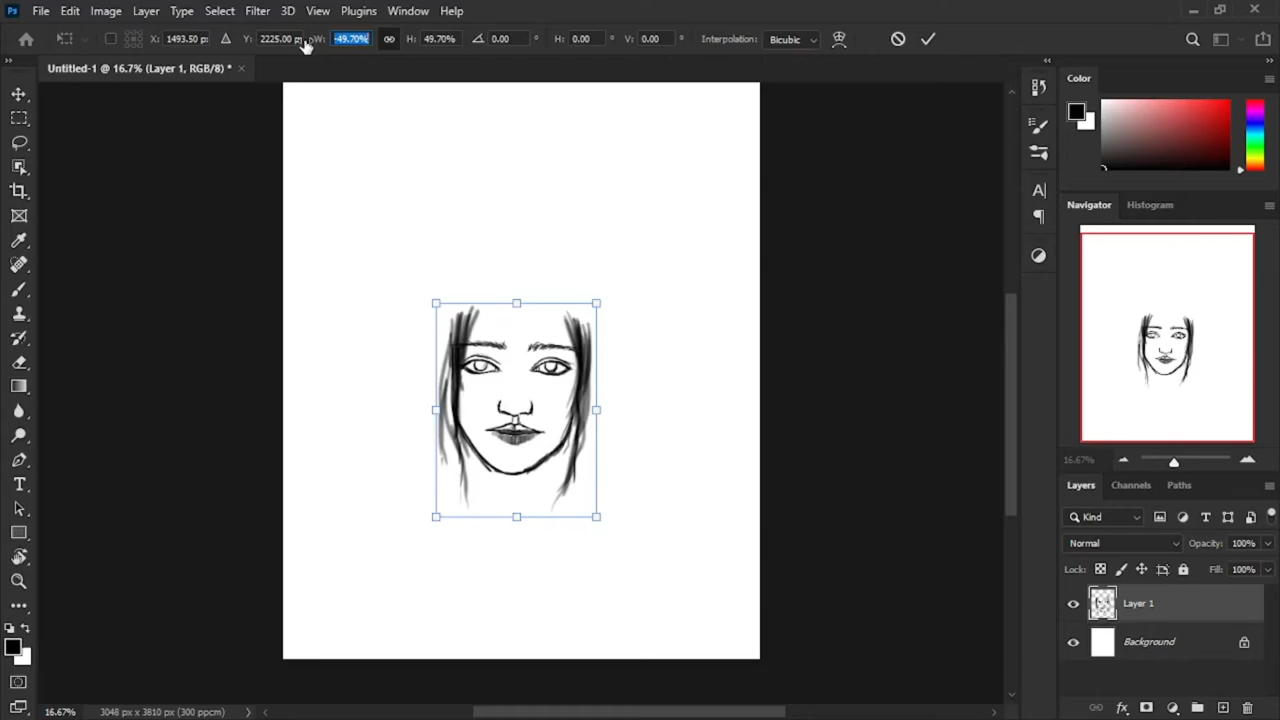 Ps File Edit Image Layer Type Select Filter 3D View Plugins Window Help
X: 1493.50 px Y: 2225.00 px W: -49.70% H: 49.70% 0.00 ° H: 0.00 ° V: 0.00 ° Interpolation: Bicubic
Untitled-1 @ 16.7% (Layer 1, RGB/8) *
Color
Navigator Histogram
16.67%
Layers Channels Paths
Kind
Normal Opacity: 100%
Lock: Fill: 100%
Layer 1
Background
16.67% 3048 px x 3810 px (300 ppcm)